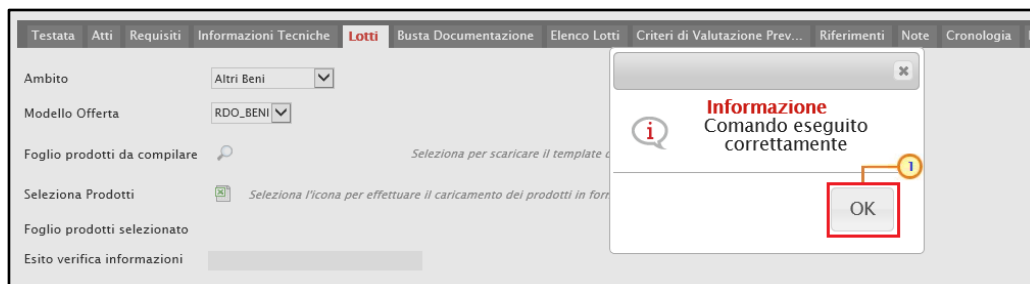 Testata Atti Requisiti Informazioni Tecniche Lotti Busta Documentazione Elenco Lotti Criteri di Valutazione Prev... Riferimenti Note Cronologia
Ambito Altri Beni
Modello Offerta RDO_BENI
Foglio prodotti da compilare Seleziona per scaricare il template
Seleziona Prodotti Seleziona l'icona per effettuare il caricamento dei prodotti in
Foglio prodotti selezionato
Esito verifica informazioni
Informazione
Comando eseguito
correttamente
1
OK